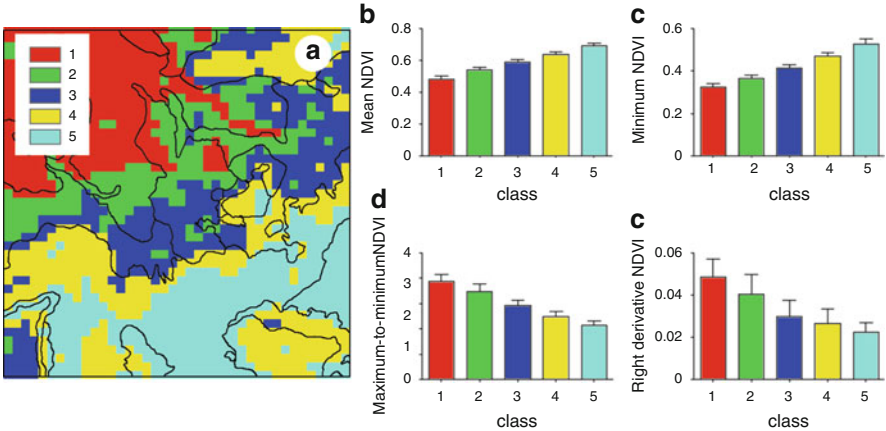 a
1
2
3
4
5
b
Mean NDVI
0.8
0.6
0.4
0.2
0
1 2 3 4 5
class
c
Minimum NDVI
0.6
0.4
0.2
0
1 2 3 4 5
class
d
Maximum-to-minimumNDVI
4
3
2
1
0
1 2 3 4 5
class
c
Right derivative NDVI
0.06
0.04
0.02
0
1 2 3 4 5
class